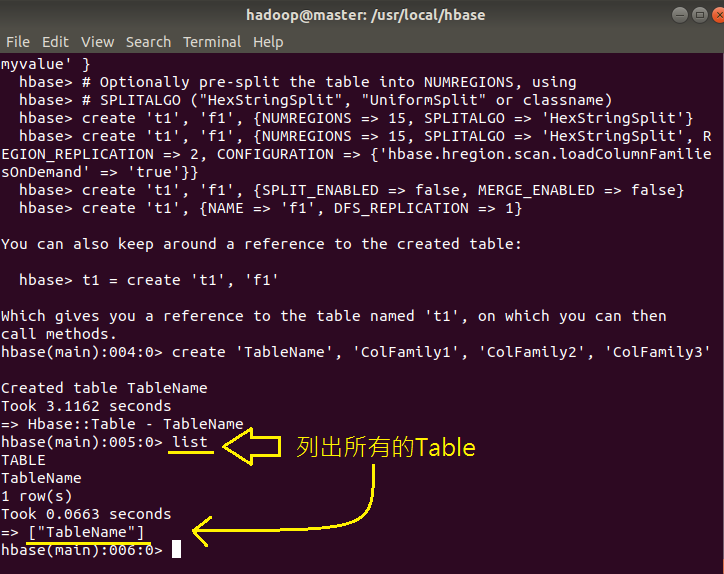 hadoop@master: /usr/local/hbase
File Edit View Search Terminal Help
myvalue' }
  hbase> # Optionally pre-split the table into NUMREGIONS, using
  hbase> # SPLITALGO ("HexStringSplit", "UniformSplit" or classname)
  hbase> create 't1', 'f1', {NUMREGIONS => 15, SPLITALGO => 'HexStringSplit'}
  hbase> create 't1', 'f1', {NUMREGIONS => 15, SPLITALGO => 'HexStringSplit', R
EGION_REPLICATION => 2, CONFIGURATION => {'hbase.hregion.scan.loadColumnFamilie
sOnDemand' => 'true'}}
  hbase> create 't1', 'f1', {SPLIT_ENABLED => false, MERGE_ENABLED => false}
  hbase> create 't1', {NAME => 'f1', DFS_REPLICATION => 1}
You can also keep around a reference to the created table:
  hbase> t1 = create 't1', 'f1'
Which gives you a reference to the table named 't1', on which you can then
call methods.
hbase(main):004:0> create 'TableName', 'ColFamily1', 'ColFamily2', 'ColFamily3'
Created table TableName
Took 3.1162 seconds
=> Hbase::Table - TableName
hbase(main):005:0> list
列出所有的Table
TABLE
TableName
1 row(s)
Took 0.0663 seconds
=> ["TableName"]
hbase(main):006:0>